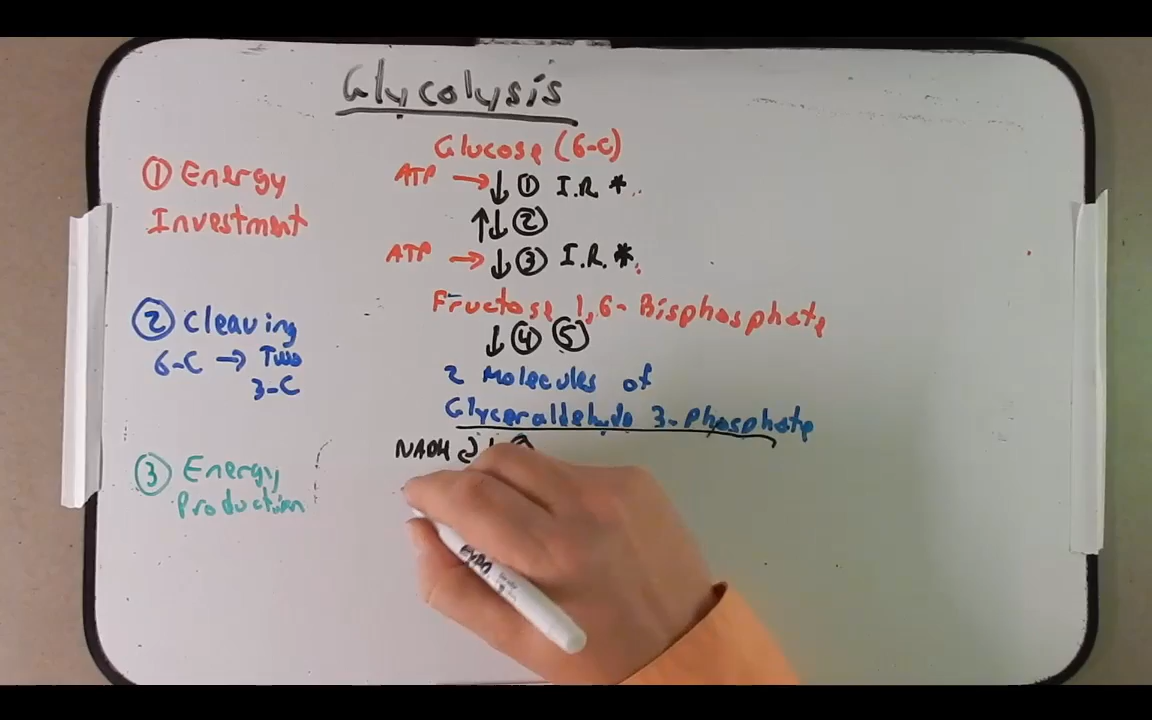 Glycolysis
Glucose (6-C)
① Energy
Investment
ATP → ↓ ① I.R *
↑↓ ②
ATP → ↓ ③ I.R. *
Fructose 1,6-Bisphosphate
② Cleaving
6-C → Two
3-C
↓ ④ ⑤
2 Molecules of
Glyceraldehyde 3-phosphate
NADH
③ Energy
Production
EXPO